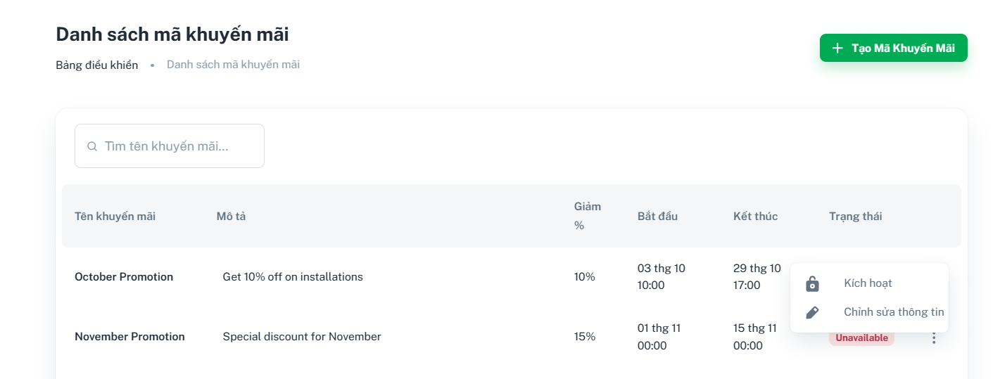 Danh sách mã khuyến mãi
Bảng điều khiển • Danh sách mã khuyến mãi
Tạo Mã Khuyến Mãi
Tìm tên khuyến mãi...
Tên khuyến mãi
Mô tả
Giảm
%
Bắt đầu
Kết thúc
Trạng thái
October Promotion
Get 10% off on installations
10%
03 thg 10
10:00
29 thg 10
17:00
Kích hoạt
Chỉnh sửa thông tin
November Promotion
Special discount for November
15%
01 thg 11
00:00
15 thg 11
00:00
Unavailable